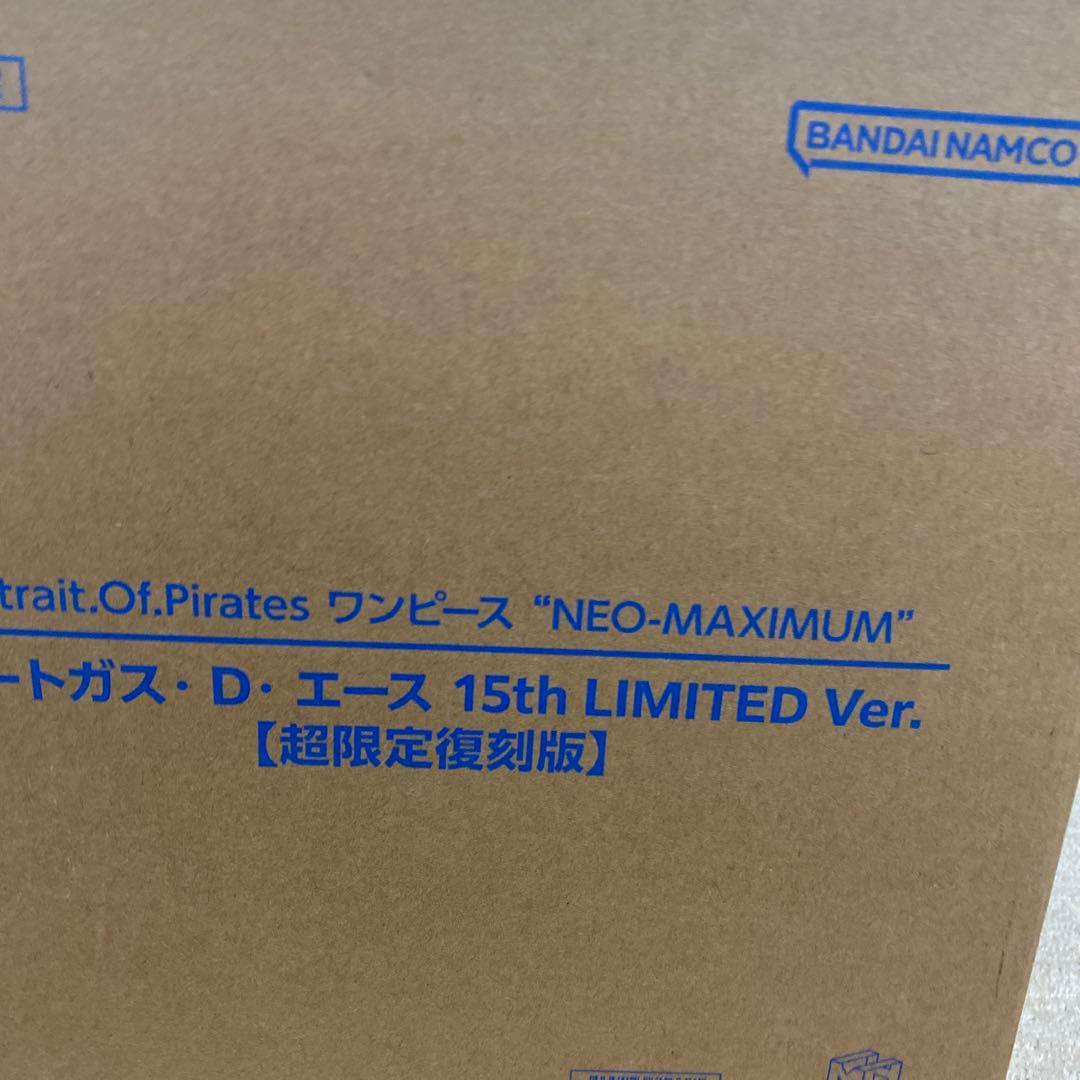 BANDAI NAMCO
trait.Of.Pirates ワンピース “NEO-MAXIMUM”
ートガス・D・エース 15th LIMITED Ver.
【超限定復刻版】